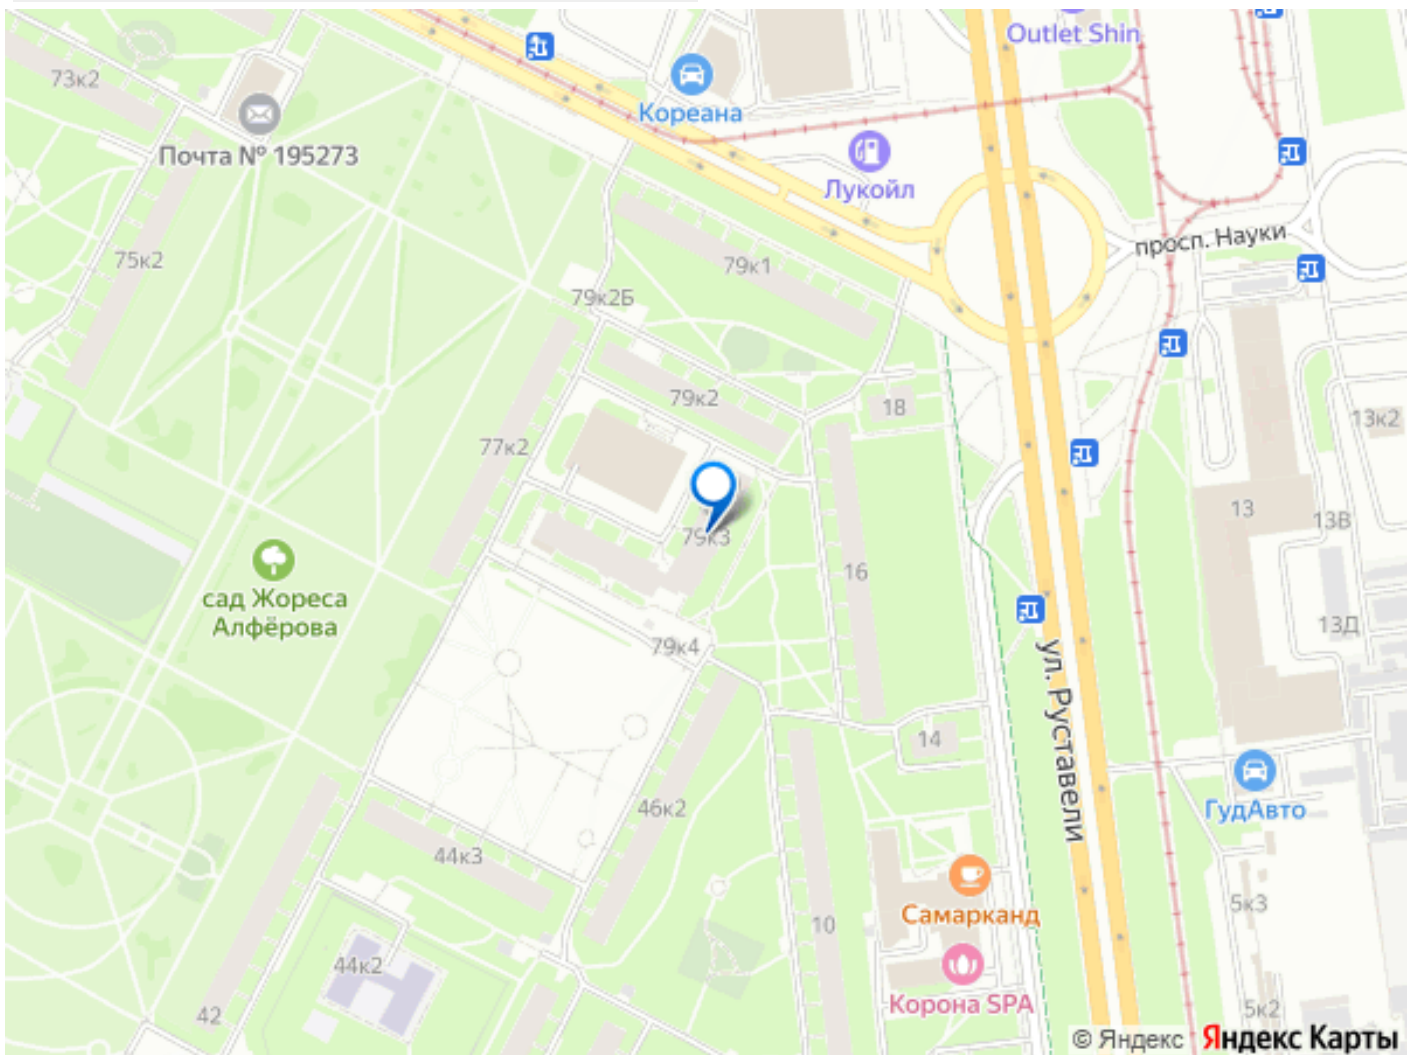 Outlet Shin
73к2
Кореана
Почта № 195273
Лукойл
просп. Науки
75к2
79к1
79к2Б
79к2
18
13к2
77к2
13
13В
79к3
16
сад Жореса
Алфёрова
13Д
79к4
ул. Руставели
14
46к2
ГудАвто
44к3
5к3
Самарканд
10
44к2
Корона SPA
42
5к2
© Яндекс Яндекс Карты